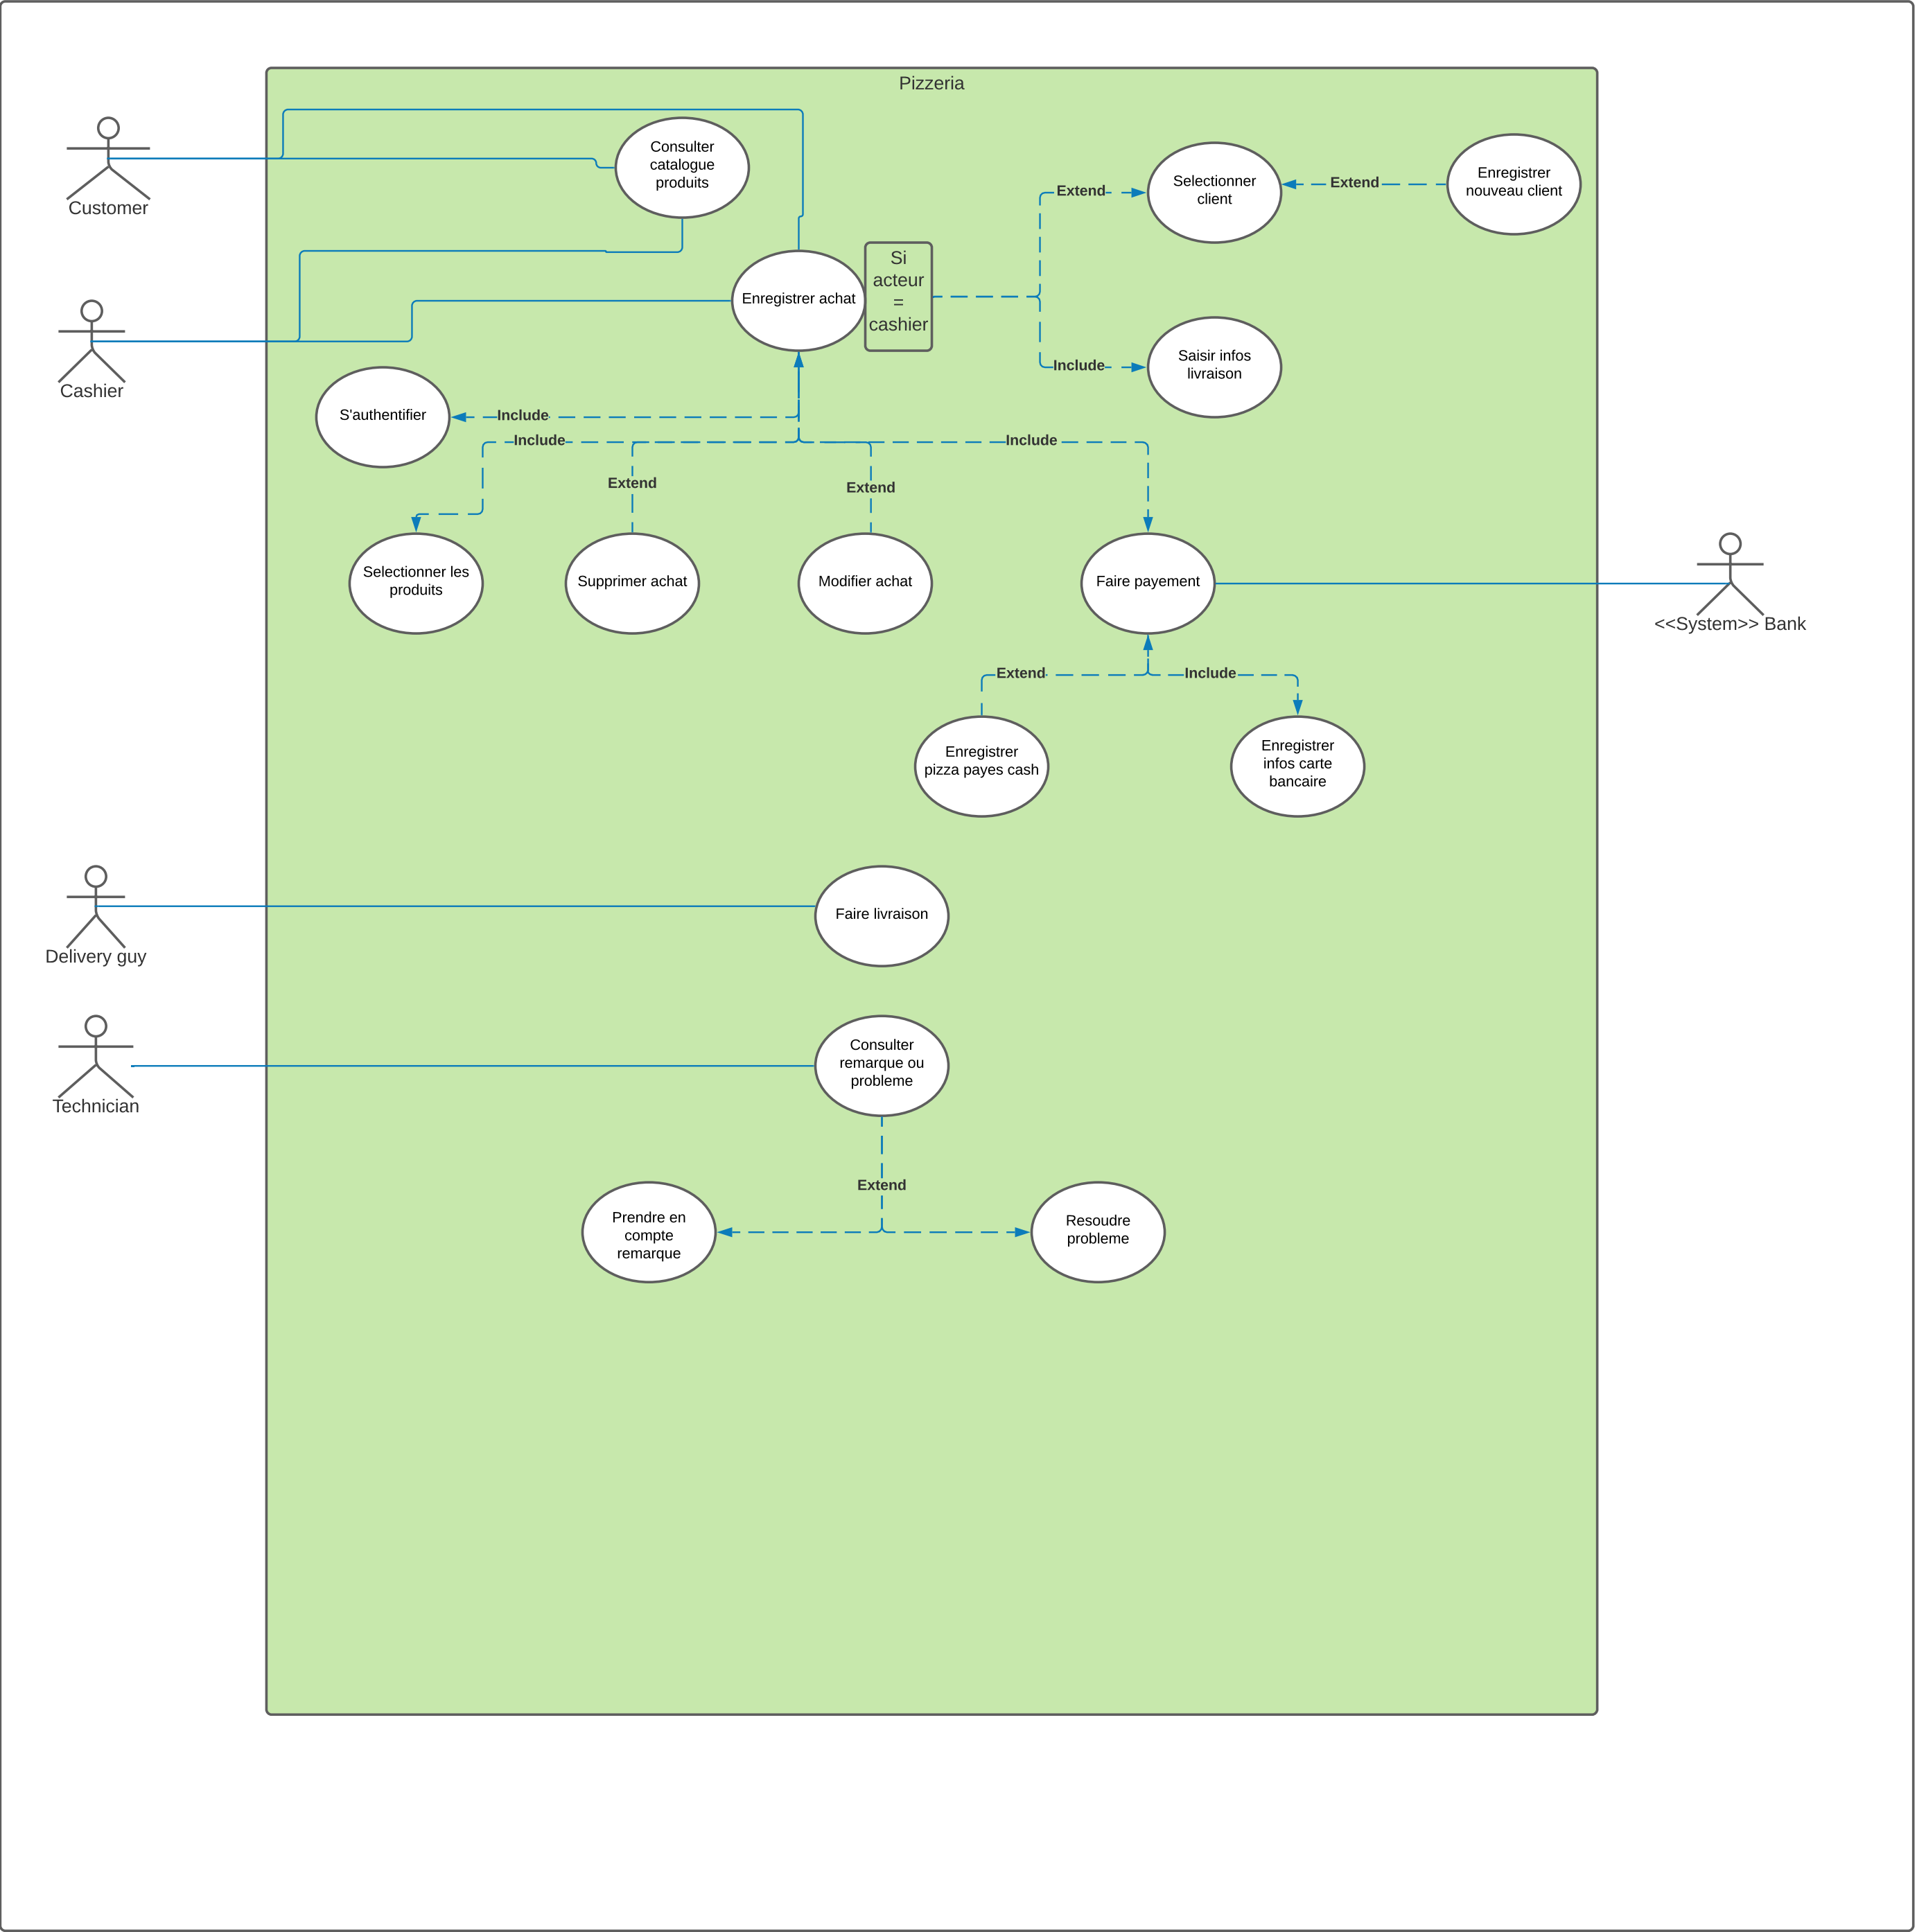 Pizzeria
Customer
Consulter
catalogue
produits
Extend
Selectionner
client
Extend
Enregistrer
nouveau client
Cashier
Enregistrer achat
Si
acteur
=
cashier
Include
Saisir infos
livraison
S'authentifier
Include
Include
Include
Extend
Extend
Selectionner les
produits
Supprimer achat
Modifier achat
Faire payement
<<System>> Bank
Extend
Include
Enregistrer
pizza payes cash
Enregistrer
infos carte
bancaire
Delivery guy
Faire livraison
Technician
Consulter
remarque ou
probleme
Extend
Prendre en
compte
remarque
Resoudre
probleme